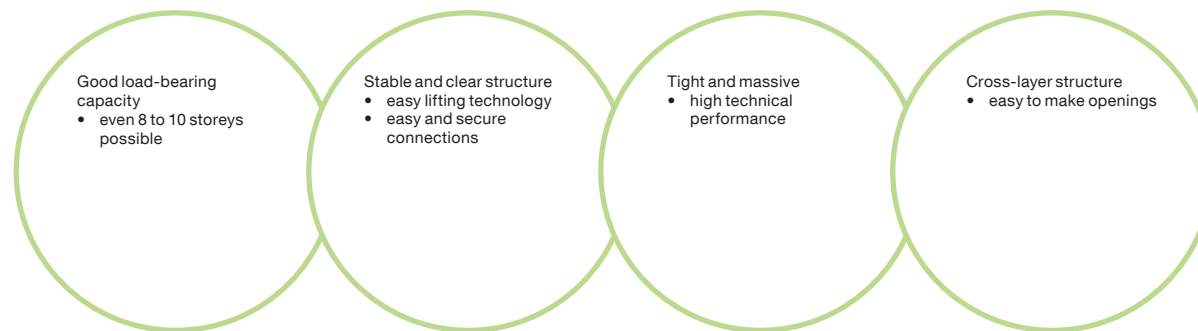 Good load-bearing
capacity
• even 8 to 10 storeys
possible
Stable and clear structure
• easy lifting technology
• easy and secure
connections
Tight and massive
• high technical
performance
Cross-layer structure
• easy to make openings